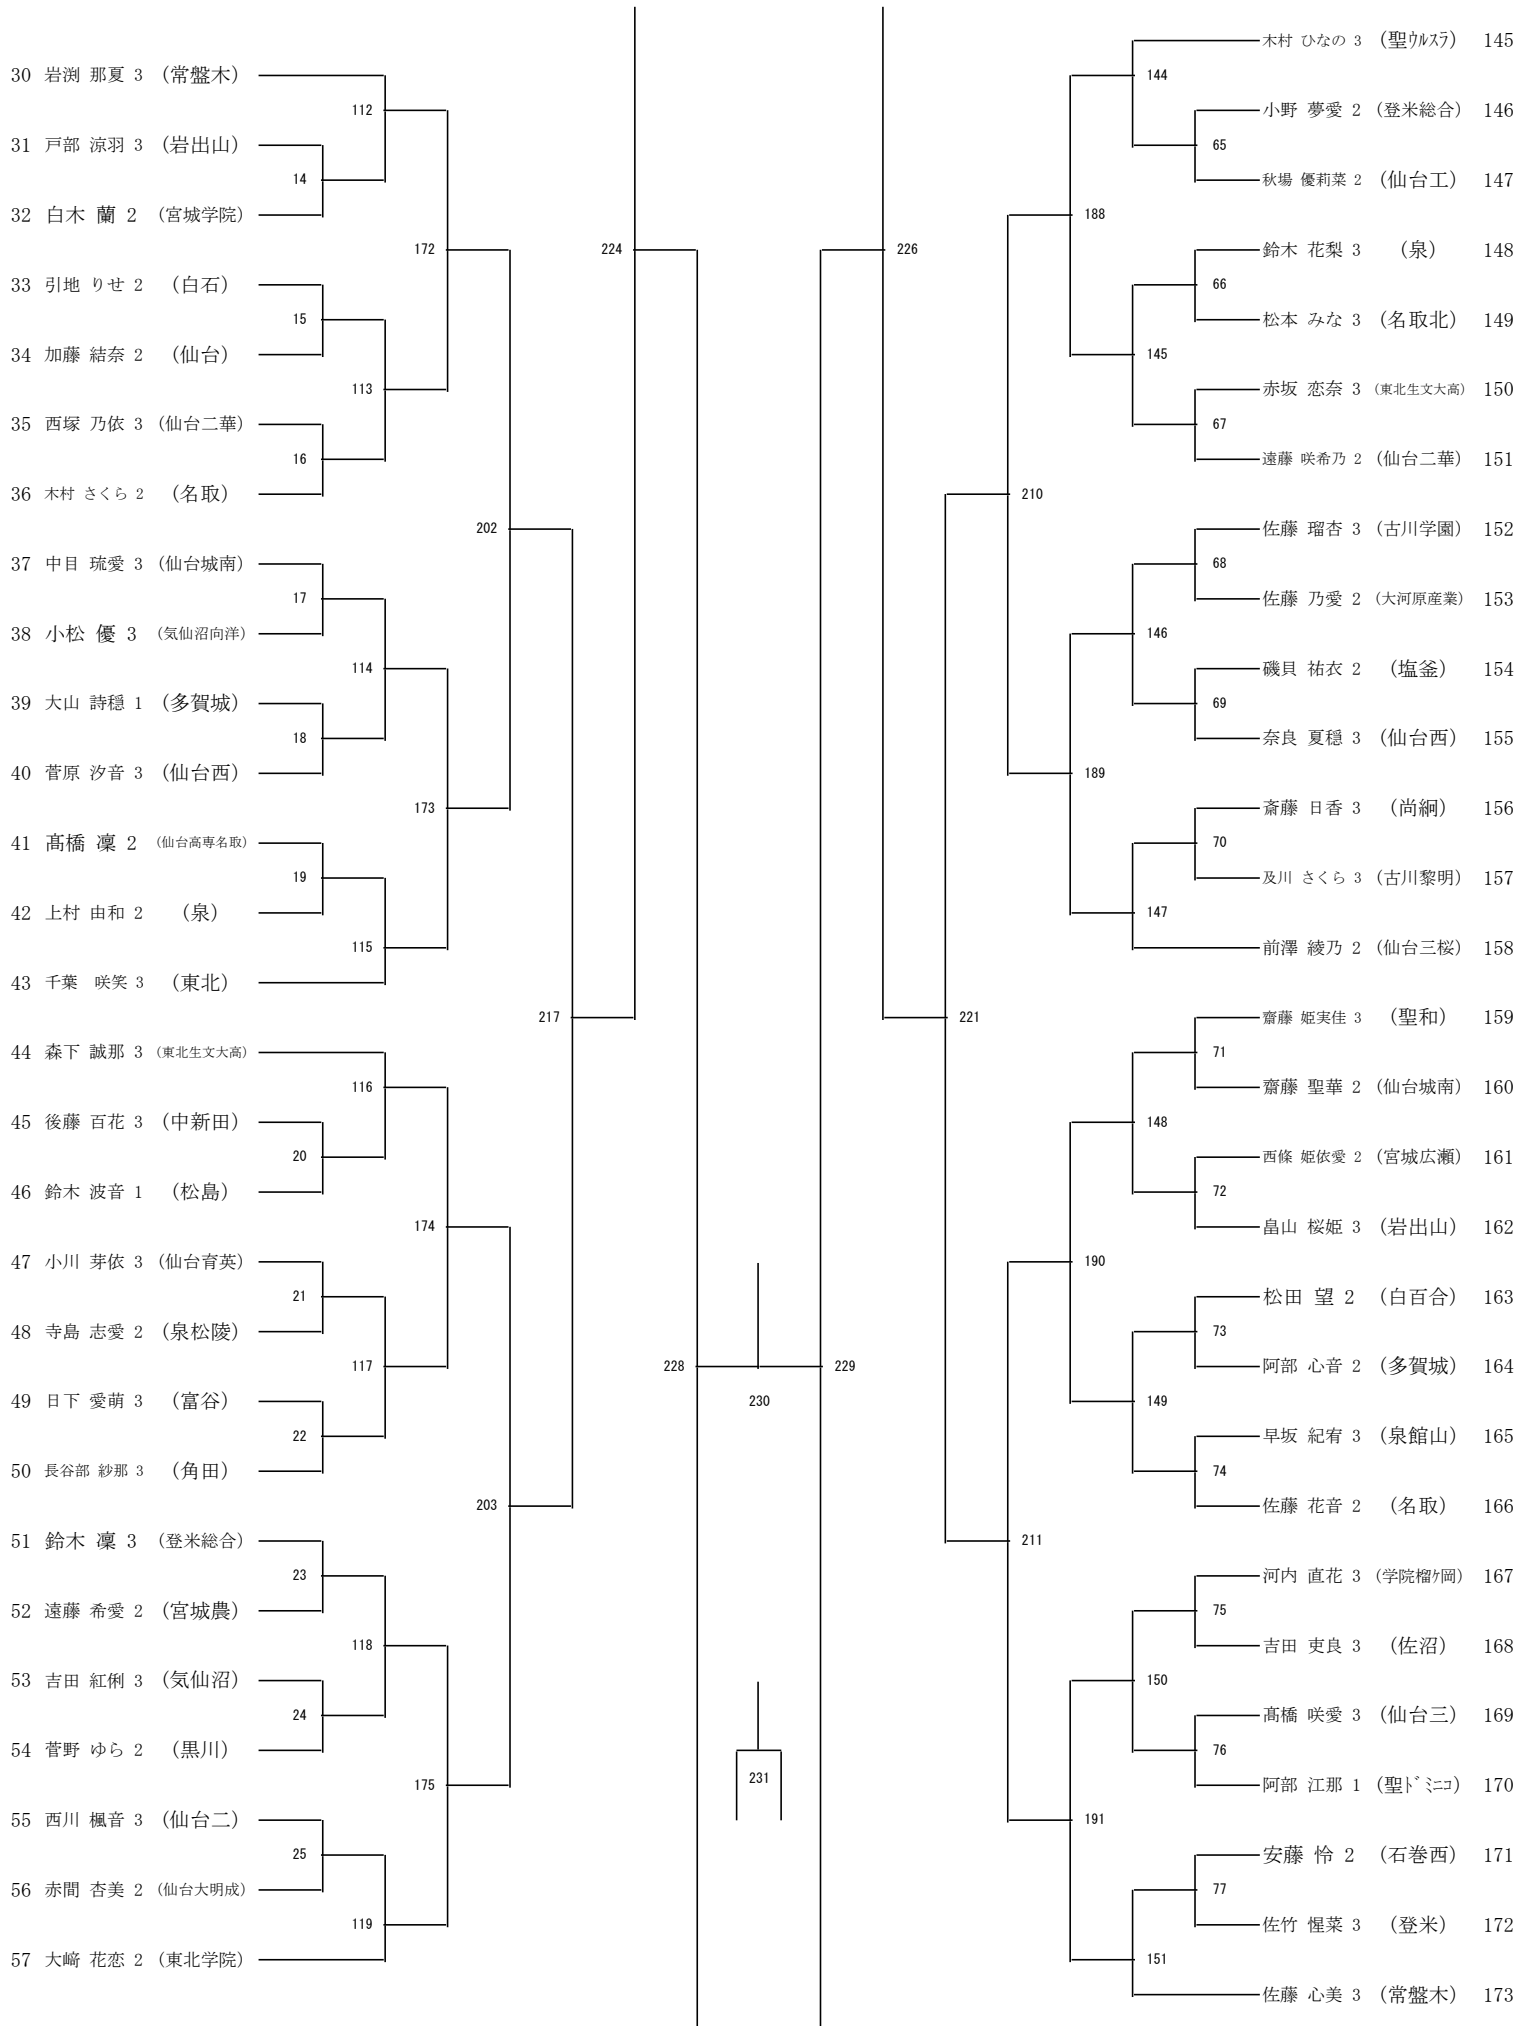 30 岩渕 那夏 3 (常盤木)
31 戸部 涼羽 3 (岩出山)
32 白木 蘭 2 (宮城学院)
33 引地 りせ 2 (白石)
34 加藤 結奈 2 (仙台)
35 西塚 乃依 3 (仙台二華)
36 木村 さくら 2 (名取)
37 中目 琉愛 3 (仙台城南)
38 小松 優 3 (気仙沼向洋)
39 大山 詩穏 1 (多賀城)
40 菅原 汐音 3 (仙台西)
41 髙橋 凜 2 (仙台高専名取)
42 上村 由和 2 (泉)
43 千葉 咲笑 3 (東北)
44 森下 誠那 3 (東北生文大高)
45 後藤 百花 3 (中新田)
46 鈴木 波音 1 (松島)
47 小川 芽依 3 (仙台育英)
48 寺島 志愛 2 (泉松陵)
49 日下 愛萌 3 (富谷)
50 長谷部 紗那 3 (角田)
51 鈴木 凜 3 (登米総合)
52 遠藤 希愛 2 (宮城農)
53 吉田 紅俐 3 (気仙沼)
54 菅野 ゆら 2 (黒川)
55 西川 楓音 3 (仙台二)
56 赤間 杏美 2 (仙台大明成)
57 大﨑 花恋 2 (東北学院)
14
15
16
17
18
19
20
21
22
23
24
25
112
113
114
115
116
117
118
119
172
173
174
175
202
203
217
224
228
230
231
229
226
221
210
211
188
189
190
191
144
145
146
147
148
149
150
151
65
66
67
68
69
70
71
72
73
74
75
76
77
木村 ひなの 3 (聖ｳﾙｽﾗ) 145
小野 夢愛 2 (登米総合) 146
秋場 優莉菜 2 (仙台工) 147
鈴木 花梨 3 (泉) 148
松本 みな 3 (名取北) 149
赤坂 恋奈 3 (東北生文大高) 150
遠藤 咲希乃 2 (仙台二華) 151
佐藤 瑠杏 3 (古川学園) 152
佐藤 乃愛 2 (大河原産業) 153
磯貝 祐衣 2 (塩釜) 154
奈良 夏穏 3 (仙台西) 155
斎藤 日香 3 (尚絅) 156
及川 さくら 3 (古川黎明) 157
前澤 綾乃 2 (仙台三桜) 158
齋藤 姫実佳 3 (聖和) 159
齋藤 聖華 2 (仙台城南) 160
西條 姫依愛 2 (宮城広瀬) 161
畠山 桜姫 3 (岩出山) 162
松田 望 2 (白百合) 163
阿部 心音 2 (多賀城) 164
早坂 紀宥 3 (泉館山) 165
佐藤 花音 2 (名取) 166
河内 直花 3 (学院榴ｹ岡) 167
吉田 吏良 3 (佐沼) 168
髙橋 咲愛 3 (仙台三) 169
阿部 江那 1 (聖ﾄﾞﾐﾆｺ) 170
安藤 怜 2 (石巻西) 171
佐竹 惺菜 3 (登米) 172
佐藤 心美 3 (常盤木) 173